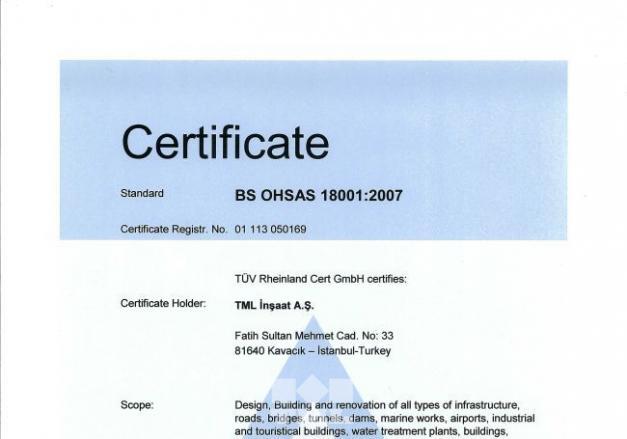 Certificate
Standard BS OHSAS 18001:2007
Certificate Registr. No. 01 113 050169
TÜV Rheinland Cert GmbH certifies:
Certificate Holder: TML İnşaat A.Ş.
Fatih Sultan Mehmet Cad. No: 33
81640 Kavacık – İstanbul-Turkey
Scope: Design, Building and renovation of all types of infrastructure,
roads, bridges, tunnels, dams, marine works, airports, industrial
and touristical buildings, water treatment plants, buildings,